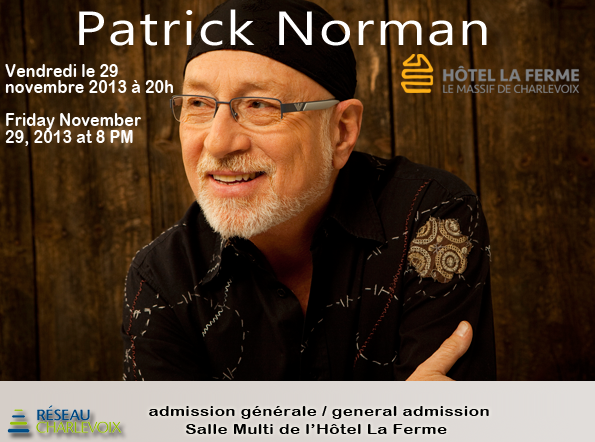 Patrick Norman
Vendredi le 29
novembre 2013 à 20h
Friday November
29, 2013 at 8 PM
HÔTEL LA FERME
LE MASSIF DE CHARLEVOIX
RÉSEAU
CHARLEVOIX
admission générale / general admission
Salle Multi de l'Hôtel La Ferme